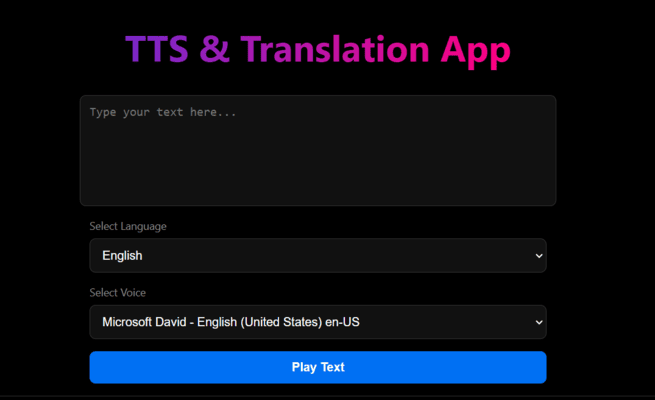 TTS & Translation App
Type your text here...
Select Language
English
Select Voice
Microsoft David - English (United States) en-US
Play Text